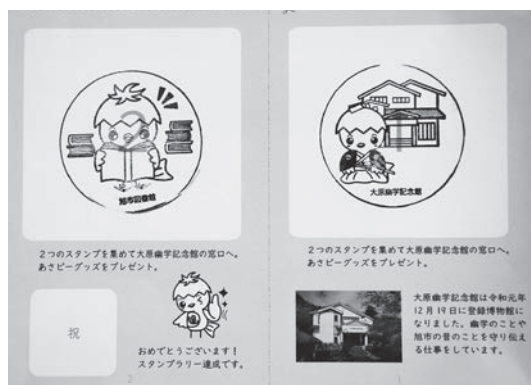 旭市図書館
2つのスタンプを集めて大原幽学記念館の窓口へ。
あさピーグッズをプレゼント。
祝
おめでとうございます！
スタンプラリー達成です。
2
大原幽学記念館
2つのスタンプを集めて大原幽学記念館の窓口へ。
あさピーグッズをプレゼント。
大原幽学記念館は令和元年
12月19日に登録博物館に
なりました。幽学のことや
旭市の昔のことを守り伝え
る仕事をしています。
1